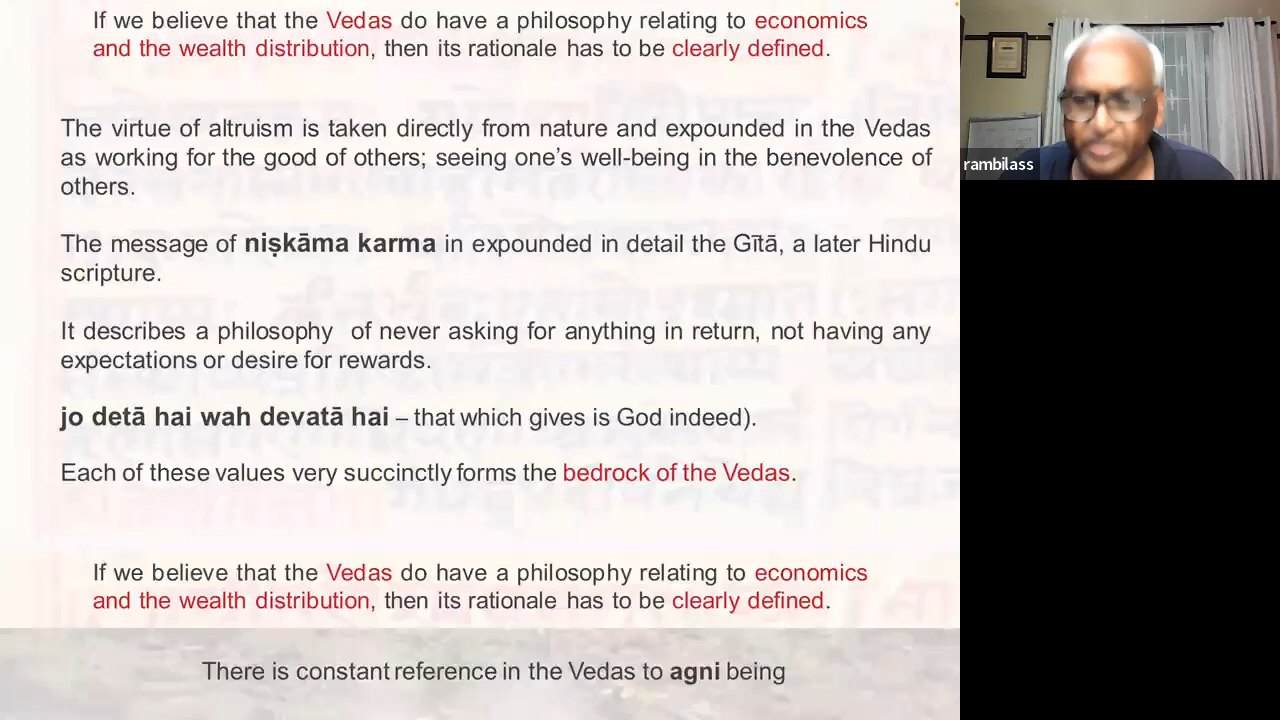 If we believe that the Vedas do have a philosophy relating to economics
and the wealth distribution, then its rationale has to be clearly defined.
The virtue of altruism is taken directly from nature and expounded in the Vedas
as working for the good of others; seeing one’s well-being in the benevolence of
others.
The message of niṣkāma karma in expounded in detail the Gītā, a later Hindu
scripture.
It describes a philosophy of never asking for anything in return, not having any
expectations or desire for rewards.
jo detā hai wah devatā hai – that which gives is God indeed).
Each of these values very succinctly forms the bedrock of the Vedas.
If we believe that the Vedas do have a philosophy relating to economics
and the wealth distribution, then its rationale has to be clearly defined.
There is constant reference in the Vedas to agni being
rambilass